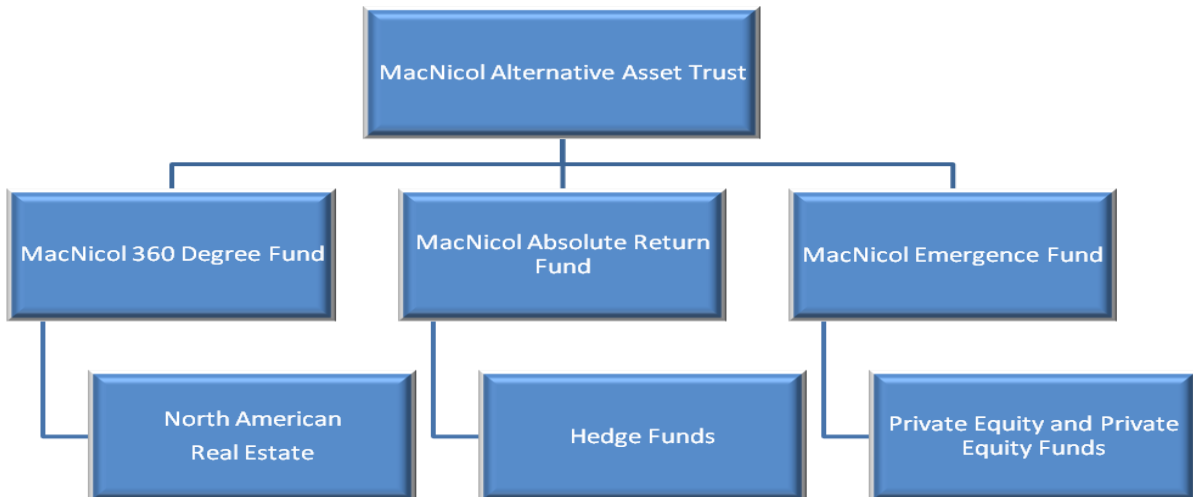 MacNicol Alternative Asset Trust
MacNicol 360 Degree Fund
MacNicol Absolute Return
Fund
MacNicol Emergence Fund
North American
Real Estate
Hedge Funds
Private Equity and Private
Equity Funds